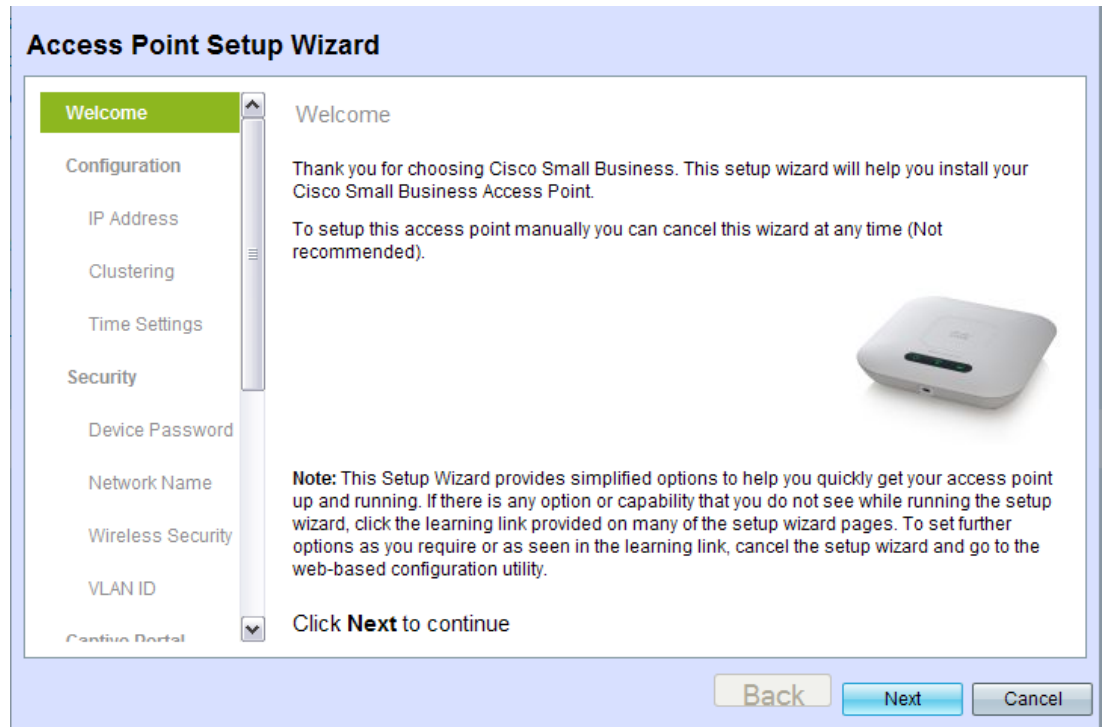 Access Point Setup Wizard
Welcome
Configuration
IP Address
Clustering
Time Settings
Security
Device Password
Network Name
Wireless Security
VLAN ID
Captive Portal
Welcome
Thank you for choosing Cisco Small Business. This setup wizard will help you install your
Cisco Small Business Access Point.
To setup this access point manually you can cancel this wizard at any time (Not
recommended).
Note: This Setup Wizard provides simplified options to help you quickly get your access point
up and running. If there is any option or capability that you do not see while running the setup
wizard, click the learning link provided on many of the setup wizard pages. To set further
options as you require or as seen in the learning link, cancel the setup wizard and go to the
web-based configuration utility.
Click Next to continue
Back
Next
Cancel